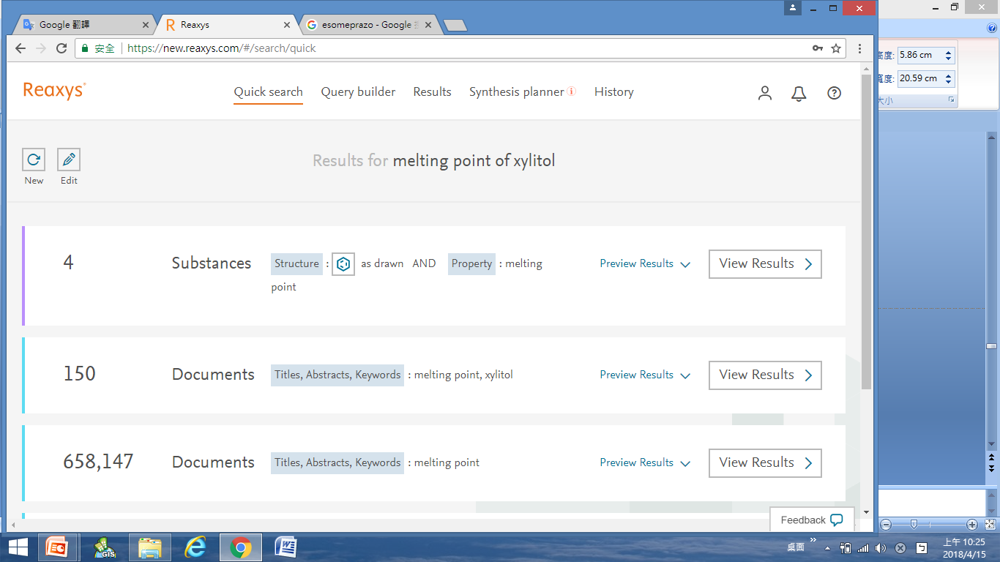 Google 翻譯
Reaxys
esomeprazo - Google
安全
https://new.reaxys.com/#/search/quick
高度: 5.86 cm
寬度: 20.59 cm
大小
Reaxys®
Quick search
Query builder
Results
Synthesis planner
History
New
Edit
Results for melting point of xylitol
4
Substances
Structure : as drawn AND Property : melting
point
Preview Results
View Results
150
Documents
Titles, Abstracts, Keywords : melting point, xylitol
Preview Results
View Results
658,147
Documents
Titles, Abstracts, Keywords : melting point
Preview Results
View Results
Feedback
GIS
桌面
上午 10:25
2018/4/15